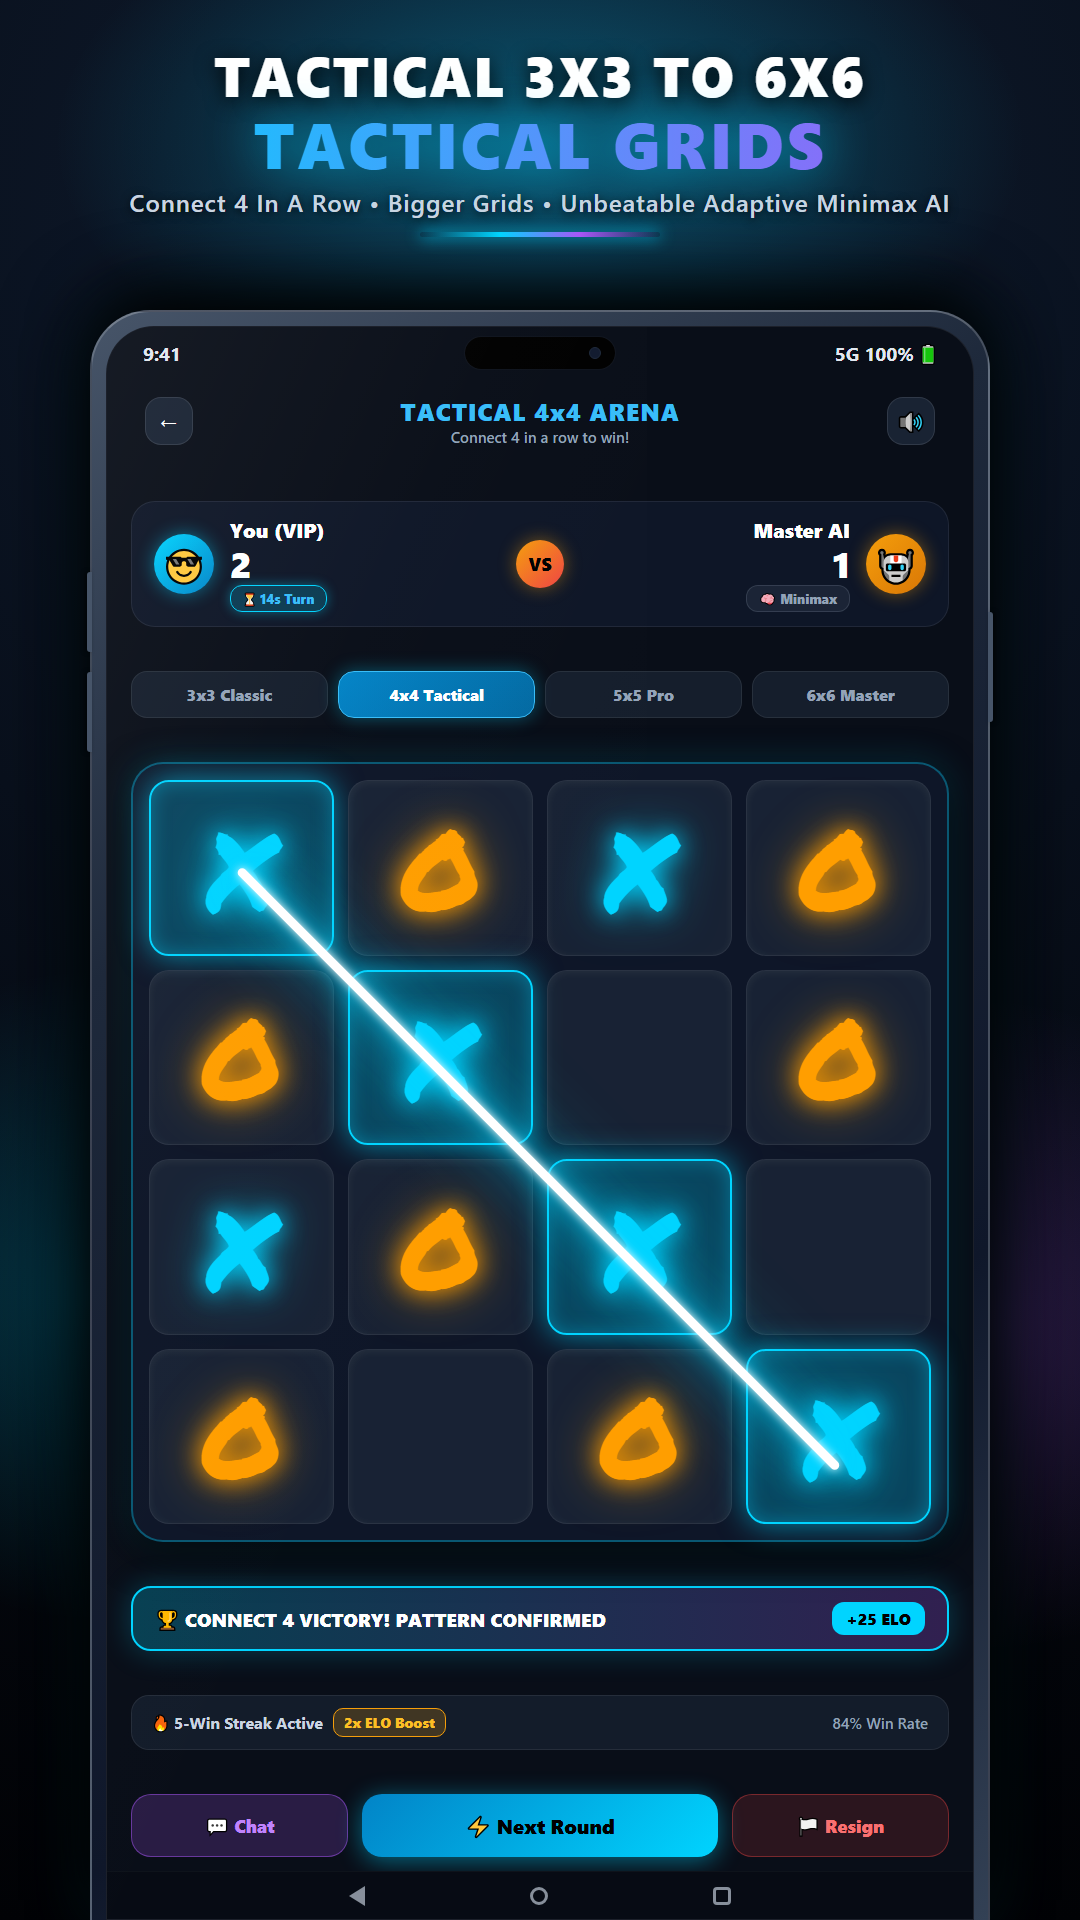 TACTICAL 3X3 TO 6X6
TACTICAL GRIDS
Connect 4 In A Row • Bigger Grids • Unbeatable Adaptive Minimax AI
9:41
5G 100%
←
TACTICAL 4x4 ARENA
Connect 4 in a row to win!
You (VIP)
2
14s Turn
VS
Master AI
1
Minimax
3x3 Classic
4x4 Tactical
5x5 Pro
6x6 Master
X O X O
O X O
X O X
O O X
CONNECT 4 VICTORY! PATTERN CONFIRMED
+25 ELO
5-Win Streak Active
2x ELO Boost
84% Win Rate
Chat
Next Round
Resign